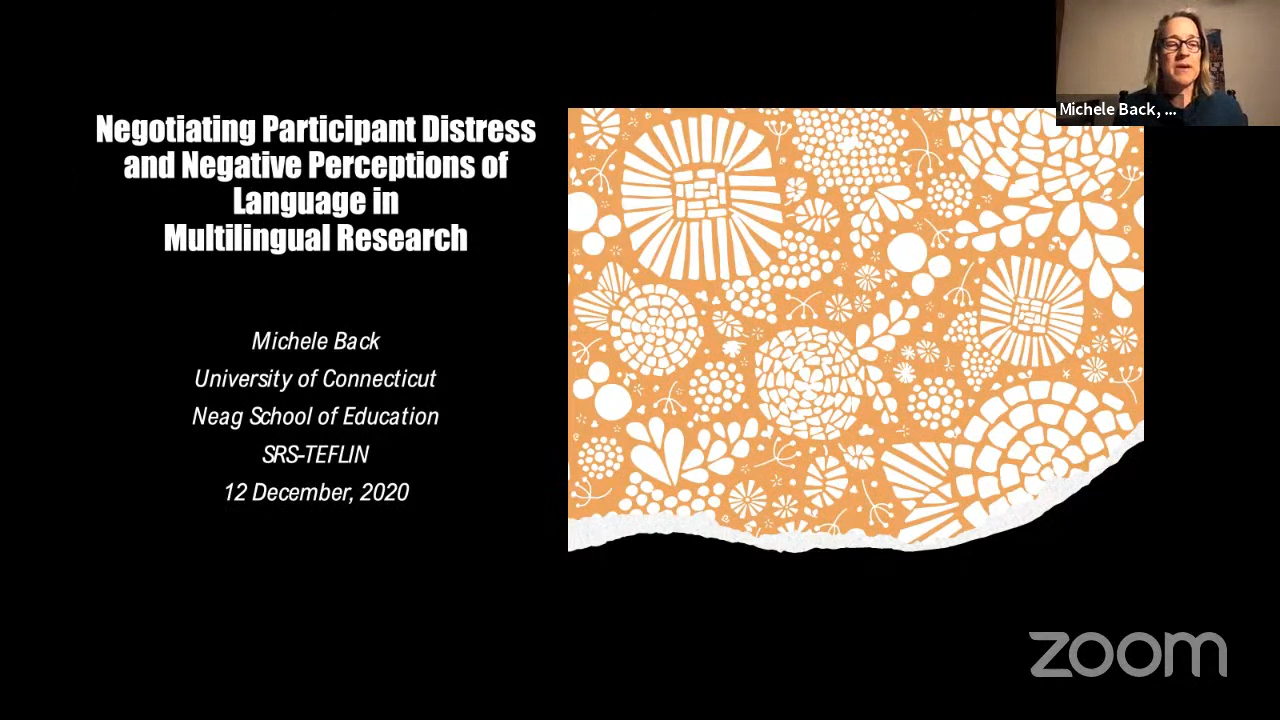 Negotiating Participant Distress
and Negative Perceptions of
Language in
Multilingual Research
Michele Back
University of Connecticut
Neag School of Education
SRS-TEFLIN
12 December, 2020
Michele Back, ...
zoom